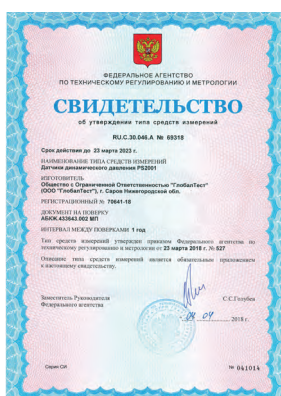 ФЕДЕРАЛЬНОЕ АГЕНТСТВО
ПО ТЕХНИЧЕСКОМУ РЕГУЛИРОВАНИЮ И МЕТРОЛОГИИ
СВИДЕТЕЛЬСТВО
об утверждении типа средств измерений
RU.C.30.046.A № 69318
Срок действия до 23 марта 2023 г.
НАИМЕНОВАНИЕ ТИПА СРЕДСТВ ИЗМЕРЕНИЙ
Датчики динамического давления PS2001
ИЗГОТОВИТЕЛЬ
Общество с Ограниченной Ответственностью "ГлобалТест"
(ООО "ГлобалТест"), г. Саров Нижегородской обл.
РЕГИСТРАЦИОННЫЙ № 70641-18
ДОКУМЕНТ НА ПОВЕРКУ
АБКЖ.433643.002 МП
ИНТЕРВАЛ МЕЖДУ ПОВЕРКАМИ 1 год
Тип средств измерений утвержден приказом Федерального агентства по
техническому регулированию и метрологии от 23 марта 2018 г. № 527
Описание типа средств измерений является обязательным приложением
к настоящему свидетельству.
Заместитель Руководителя
Федерального агентства
С.С.Голубев
04 04 2018 г.
Серия СИ
№ 041014